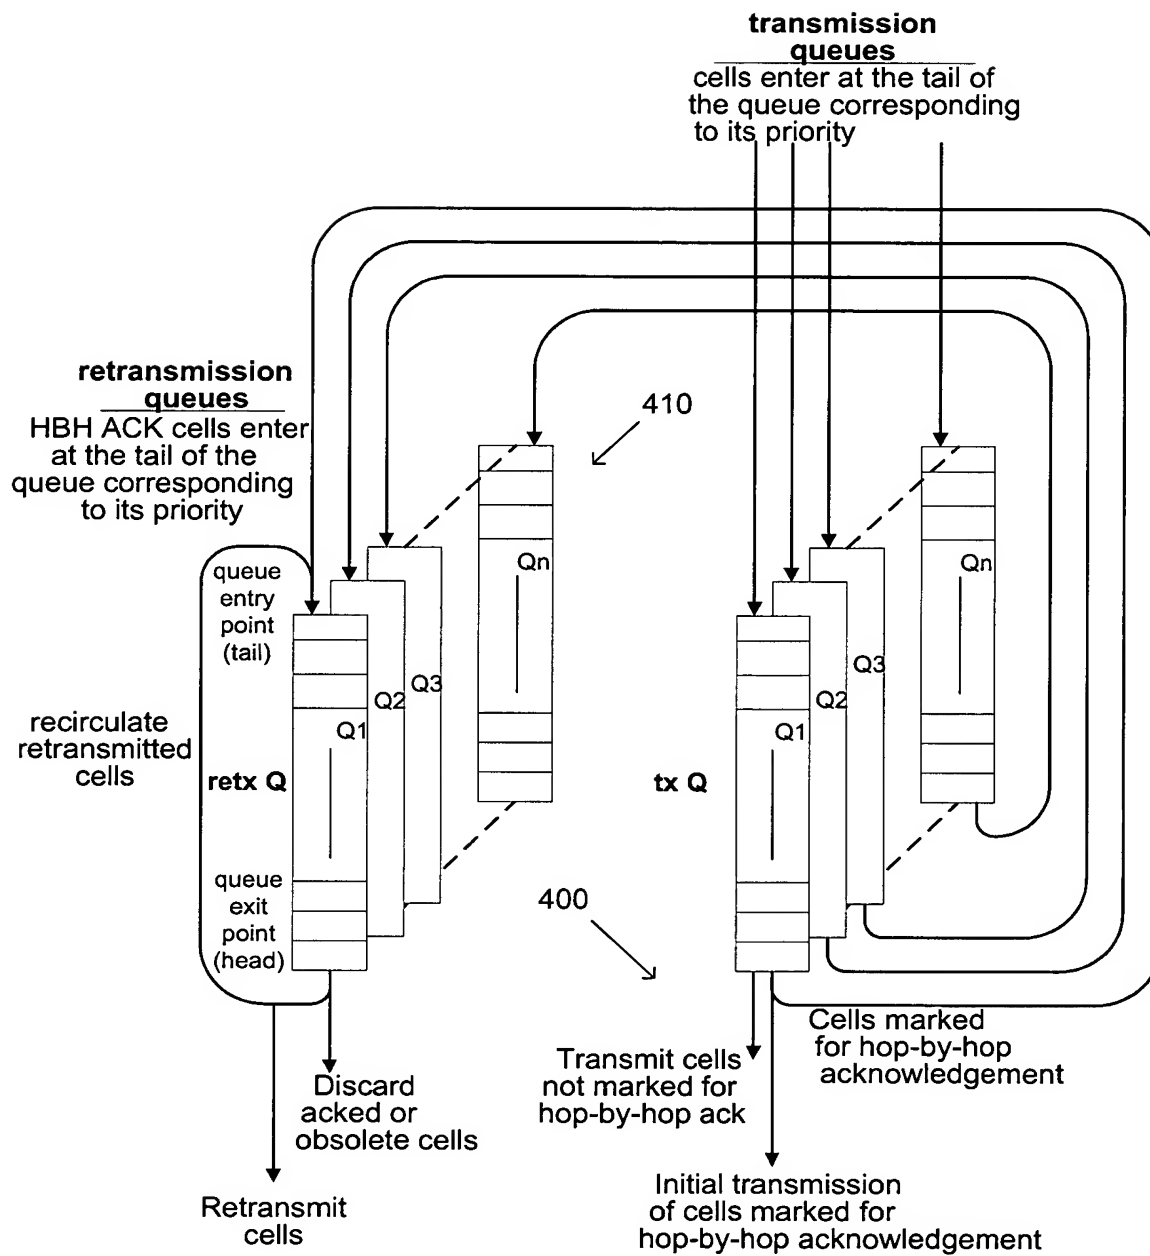 transmission
queues
cells enter at the tail of
the queue corresponding
to its priority
retransmission
queues
HBH ACK cells enter
at the tail of the
queue corresponding
to its priority
410
queue
entry
point
(tail)
Qn
Q3
Q2
Q1
recirculate
retransmitted
cells
retx Q
queue
exit
point
(head)
Qn
Q3
Q2
Q1
tx Q
400
Discard
acked or
obsolete cells
Retransmit
cells
Transmit cells
not marked for
hop-by-hop ack
Cells marked
for hop-by-hop
acknowledgement
Initial transmission
of cells marked for
hop-by-hop acknowledgement